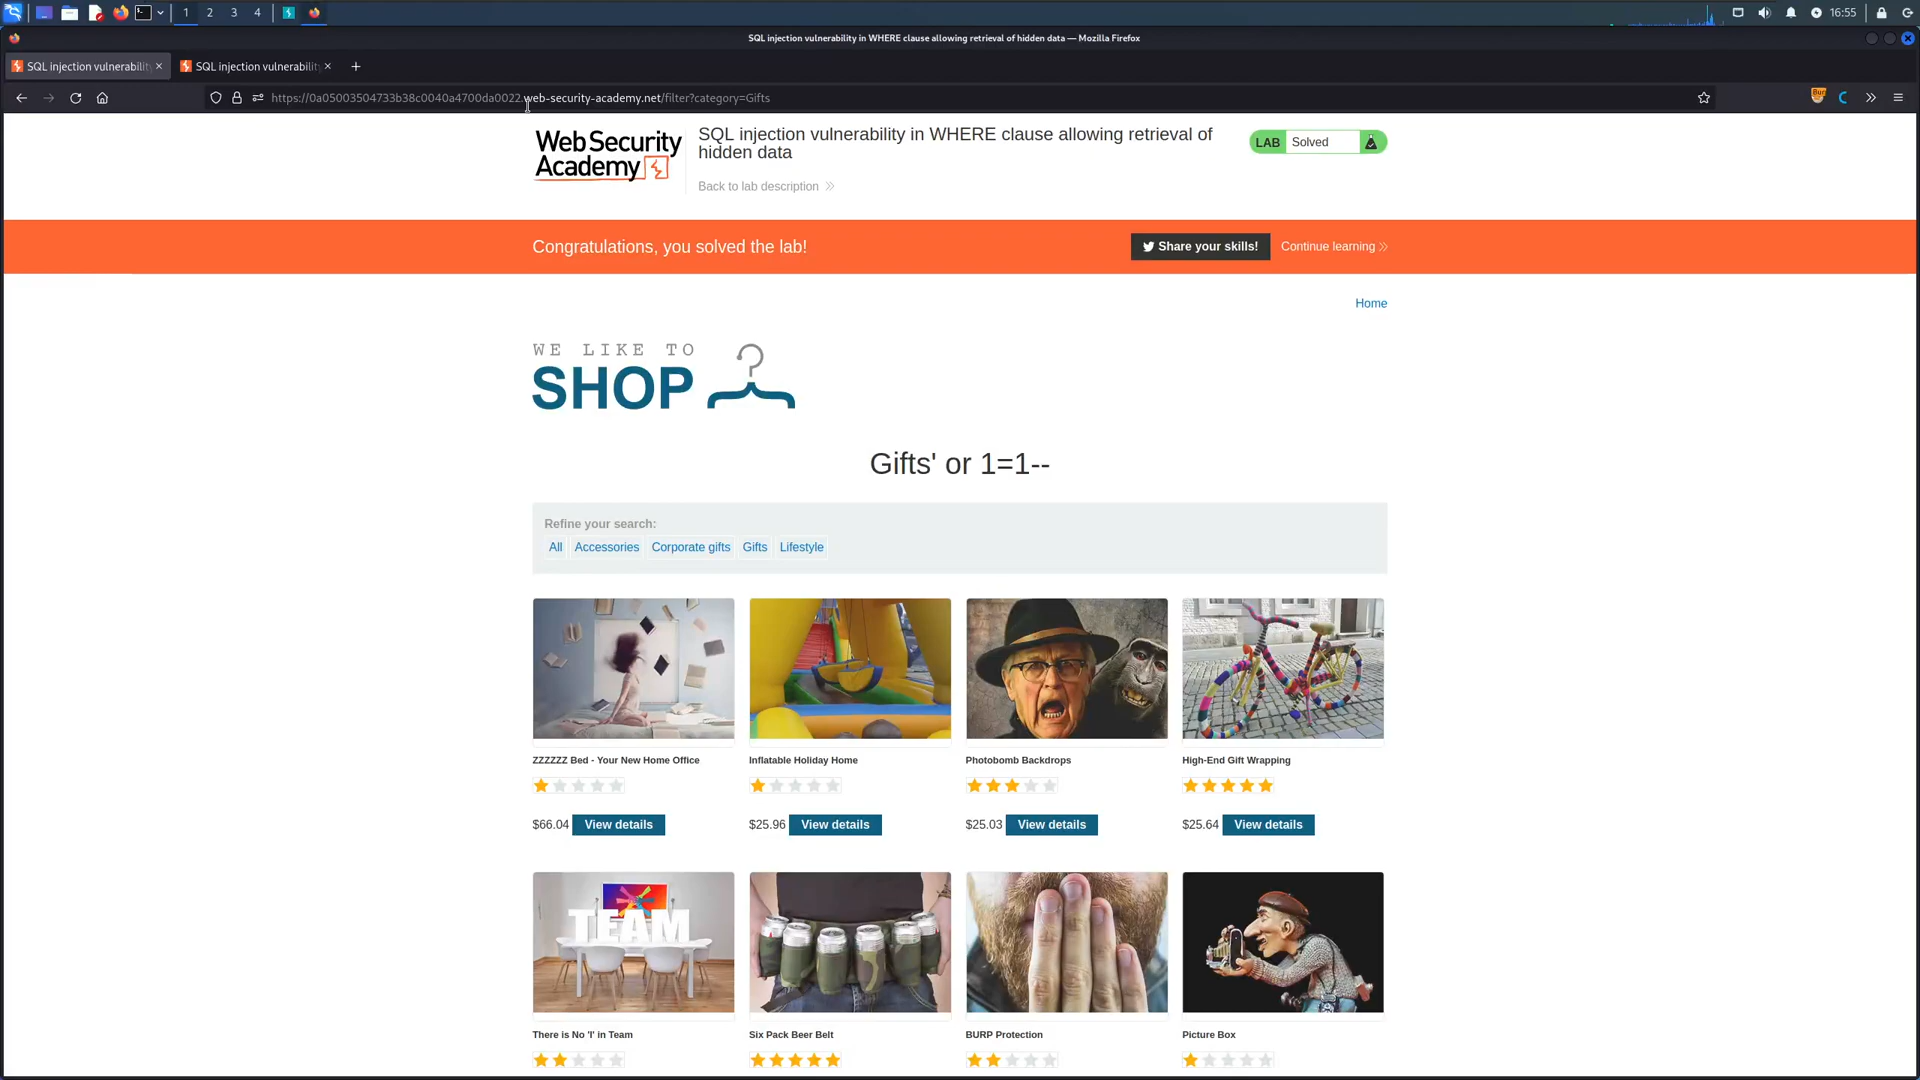 1 2 3 4 16:55
SQL injection vulnerability in WHERE clause allowing retrieval of hidden data — Mozilla Firefox
SQL injection vulnerability SQL injection vulnerability
https://0a05003504733b38c0040a4700da0022.web-security-academy.net/filter?category=Gifts
WebSecurity
Academy
SQL injection vulnerability in WHERE clause allowing retrieval of
hidden data
LAB Solved
Back to lab description
Congratulations, you solved the lab!
Share your skills! Continue learning
Home
WE LIKE TO
SHOP
Gifts' or 1=1--
Refine your search:
All Accessories Corporate gifts Gifts Lifestyle
ZZZZZZ Bed - Your New Home Office Inflatable Holiday Home Photobomb Backdrops High-End Gift Wrapping
$66.04 View details $25.96 View details $25.03 View details $25.64 View details
TEAM
There is No 'I' in Team Six Pack Beer Belt BURP Protection Picture Box